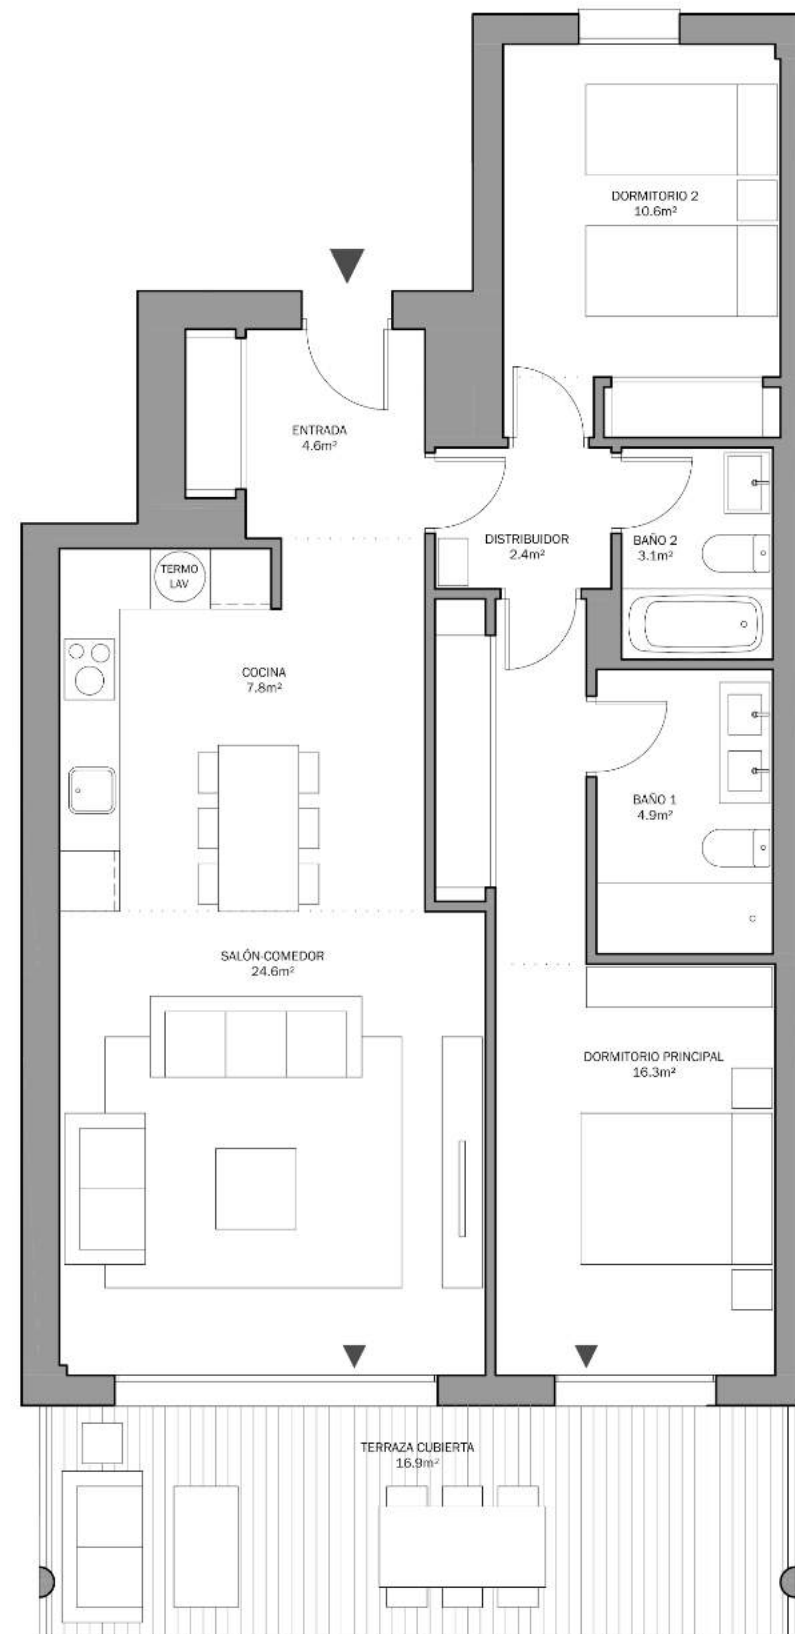 DORMITORIO 2
10.6m²
ENTRADA
4.6m²
DISTRIBUIDOR
2.4m²
BAÑO 2
3.1m²
TERMO
LAV
COCINA
7.8m²
BAÑO 1
4.9m²
SALÓN-COMEDOR
24.6m²
DORMITORIO PRINCIPAL
16.3m²
TERRAZA CUBIERTA
16.9m²